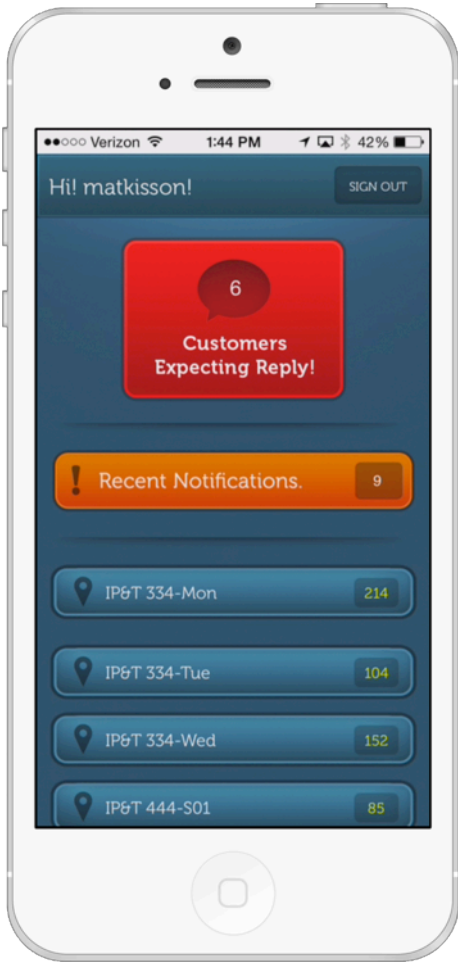 ●●○○○ Verizon 1:44 PM 42%
Hi! matkisson! SIGN OUT
6
Customers
Expecting Reply!
! Recent Notifications. 9
IP&T 334-Mon 214
IP&T 334-Tue 104
IP&T 334-Wed 152
IP&T 444-S01 85